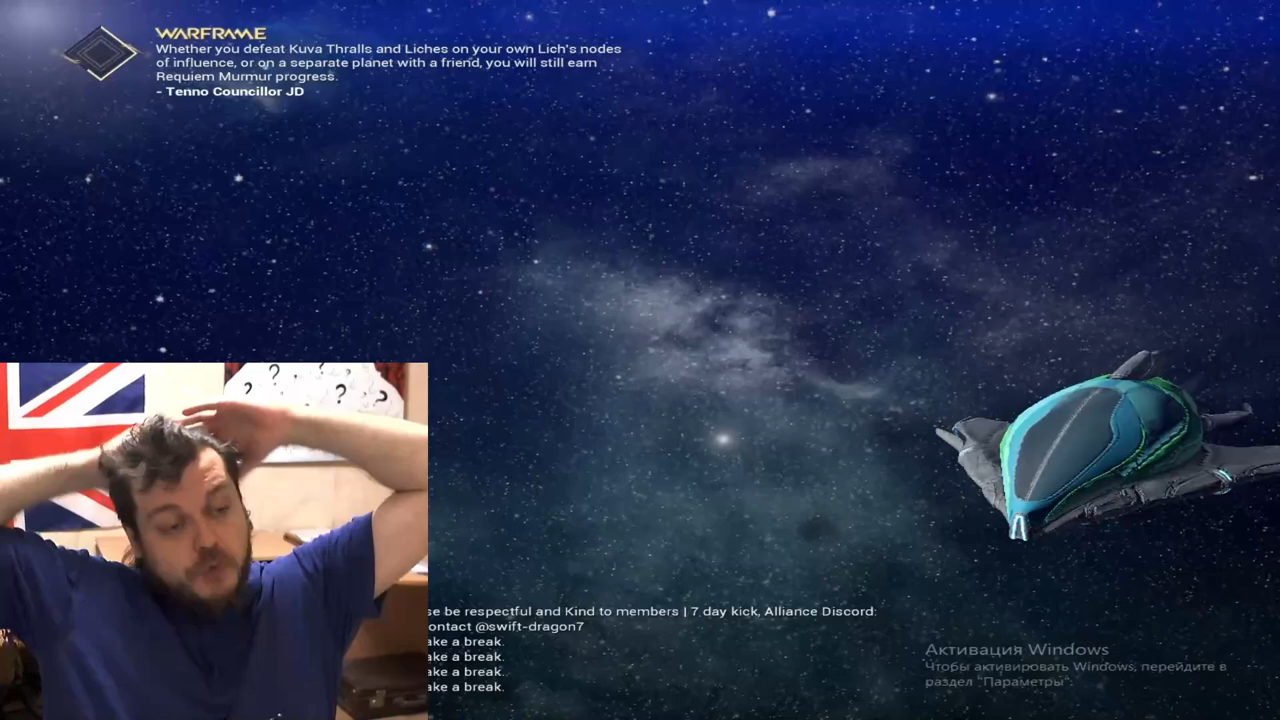 WARFRAME
Whether you defeat Kuva Thralls and Liches on your own Lich's nodes
of influence, or on a separate planet with a friend, you will still earn
Requiem Murmur progress.
- Tenno Councillor JD
? ? ?
se be respectful and Kind to members | 7 day kick, Alliance Discord:
ontact @swift-dragon7
ake a break.
ake a break.
ake a break.
ake a break.
Активация Windows
Чтобы активировать Windows, перейдите в
раздел "Параметры".